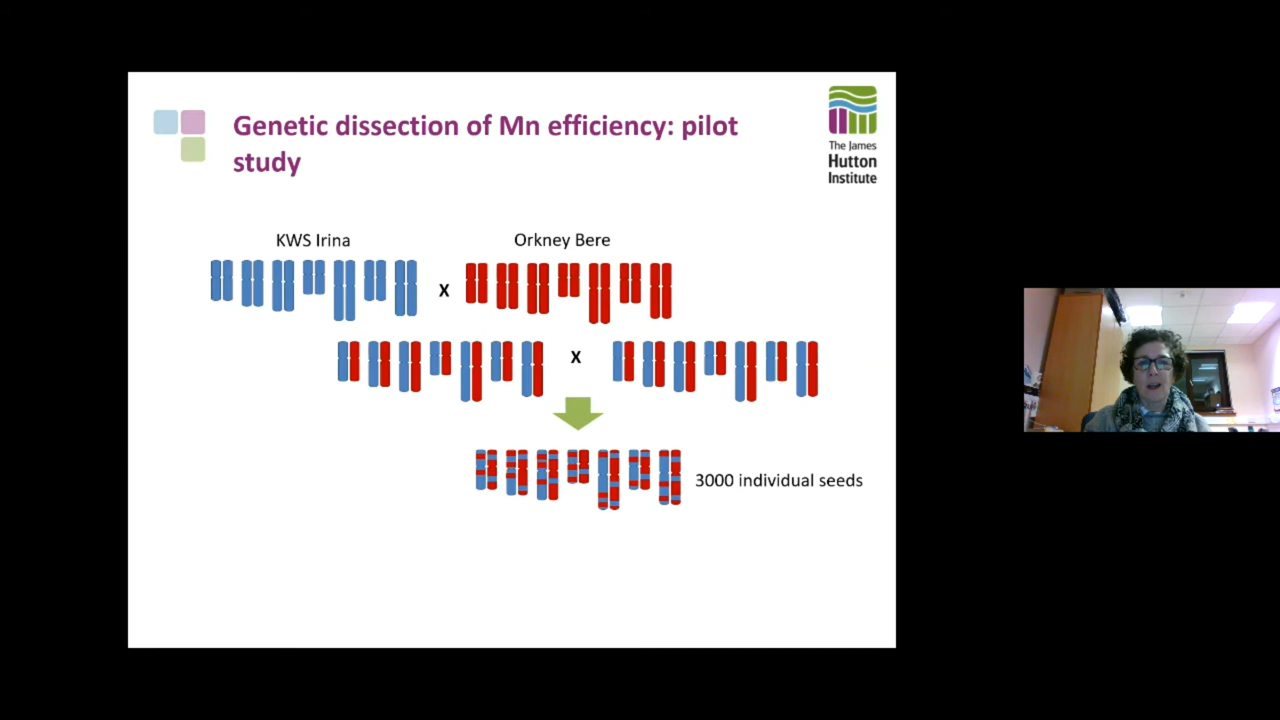 Genetic dissection of Mn efficiency: pilot
study
The James
Hutton
Institute
KWS Irina
Orkney Bere
X
X
3000 individual seeds